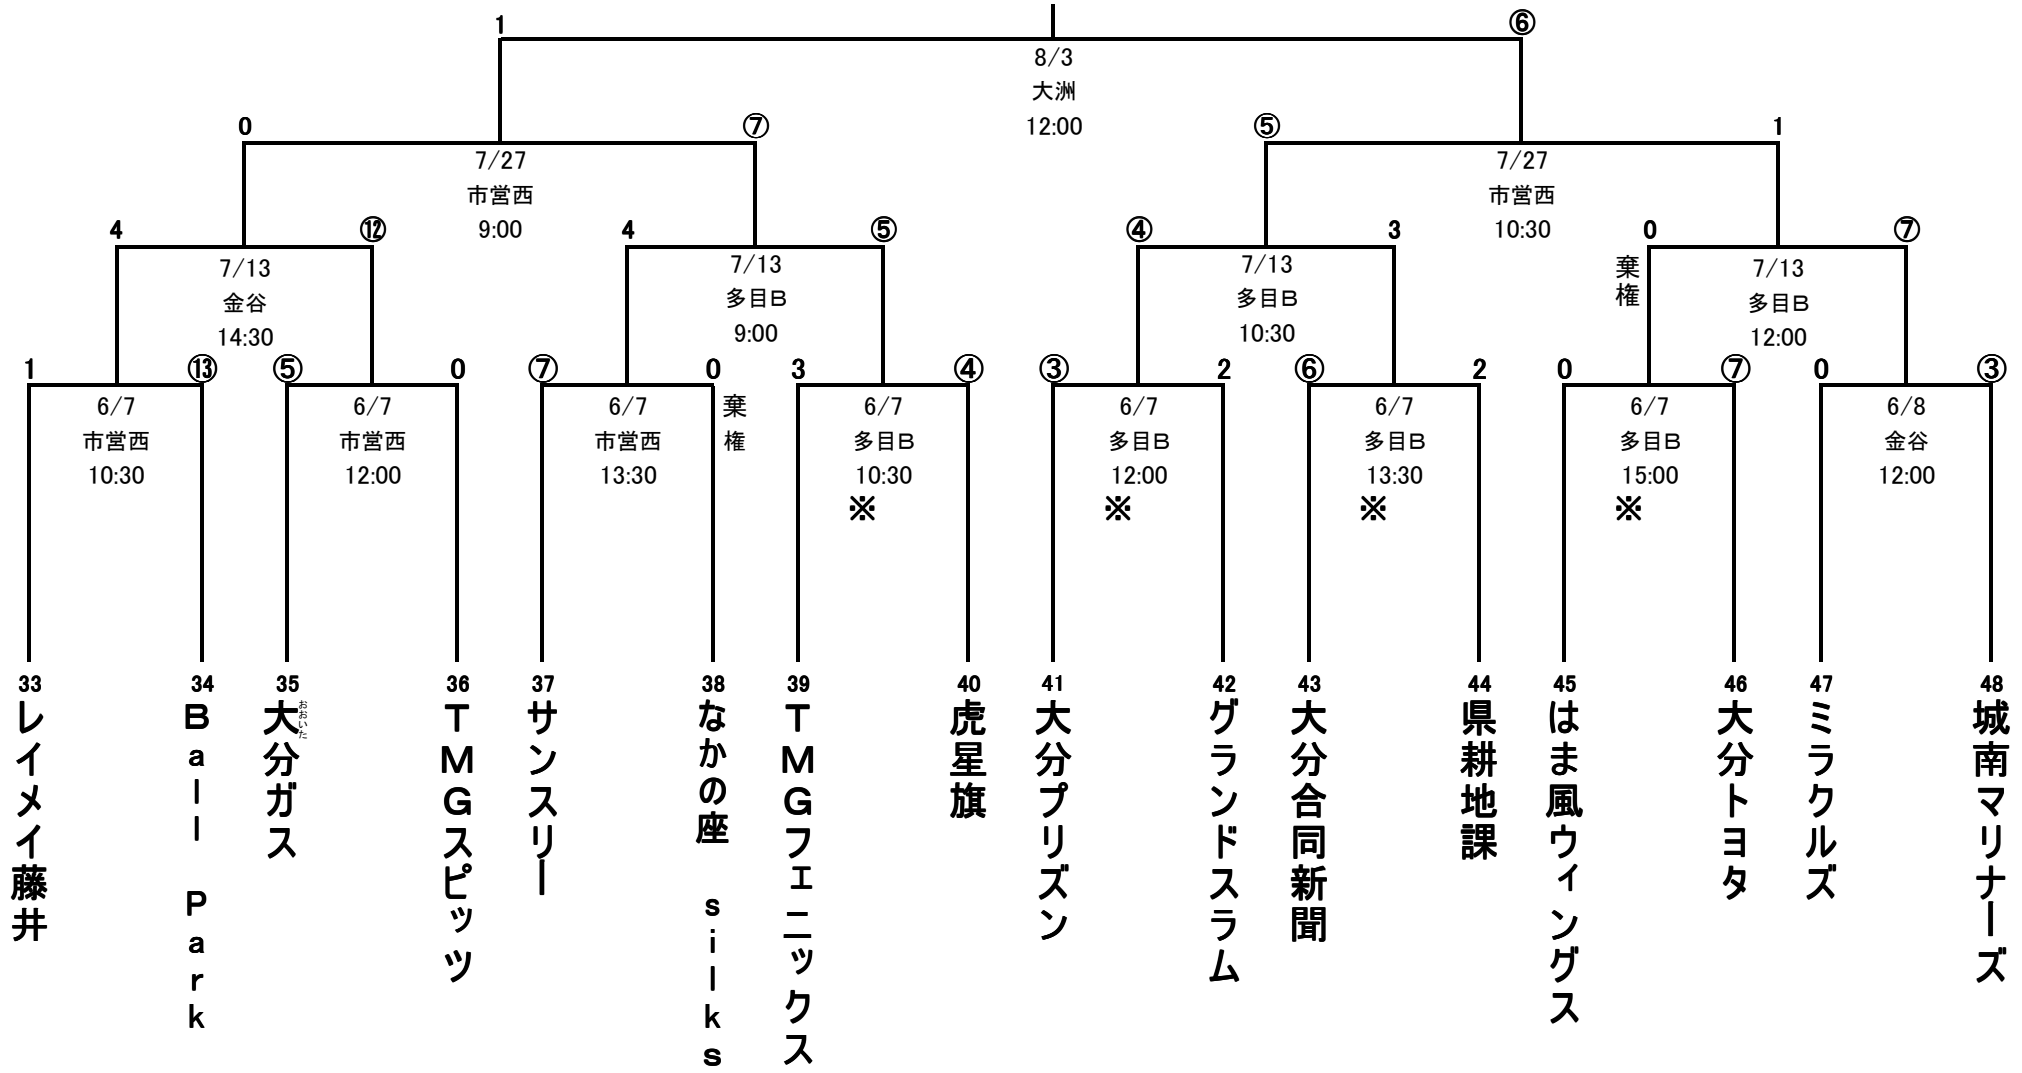 1 ⑥
8/3
大洲
12:00
0 ⑦ ⑤ 1
7/27 7/27
市営西 市営西
9:00 10:30
4 ⑫ 4 ⑤ ④ 3 0 ⑦
棄権
7/13 7/13 7/13 7/13
金谷 多目B 多目B 多目B
14:30 9:00 10:30 12:00
1 ⑬ ⑤ 0 ⑦ 0 3 ④ ③ 2 ⑥ 2 0 ⑦ 0 ③
6/7 6/7 6/7 棄権 6/7 6/7 6/7 6/7 6/8
市営西 市営西 市営西 多目B 多目B 多目B 多目B 金谷
10:30 12:00 13:30 10:30 12:00 13:30 15:00 12:00
※ ※ ※ ※
33 34 35 36 37 38 39 40 41 42 43 44 45 46 47 48
レイメイ藤井
Ball Park
大分ガス
おおいた
TMGスピッツ
サンスリー
なかの座 silks
TMGフェニックス
虎星旗
大分プリズン
グランドスラム
大分合同新聞
県耕地課
はま風ウィングス
大分トヨタ
ミラクルズ
城南マリナーズ